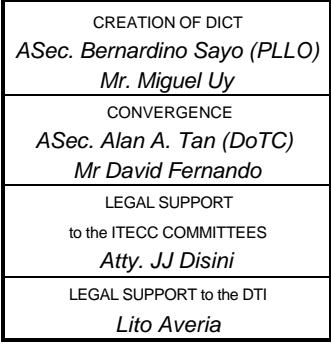 CREATION OF DICT
ASec. Bernardino Sayo (PLLO)
Mr. Miguel Uy
CONVERGENCE
ASec. Alan A. Tan (DoTC)
Mr David Fernando
LEGAL SUPPORT
to the ITECC COMMITTEES
Atty. JJ Disini
LEGAL SUPPORT to the DTI
Lito Averia